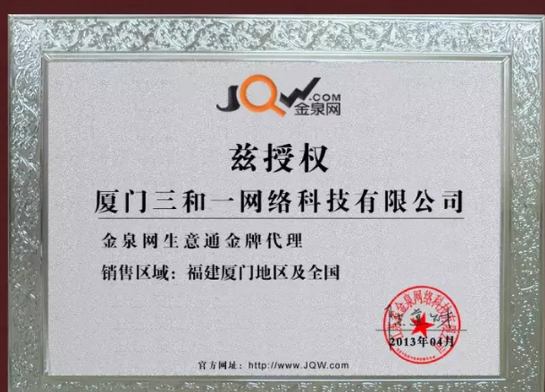 JQW.COM
金泉网
兹授权
厦门三和一网络科技有限公司
金泉网生意通金牌代理
销售区域：福建厦门地区及全国
2013年04月
官方网址：http://www.JQW.com